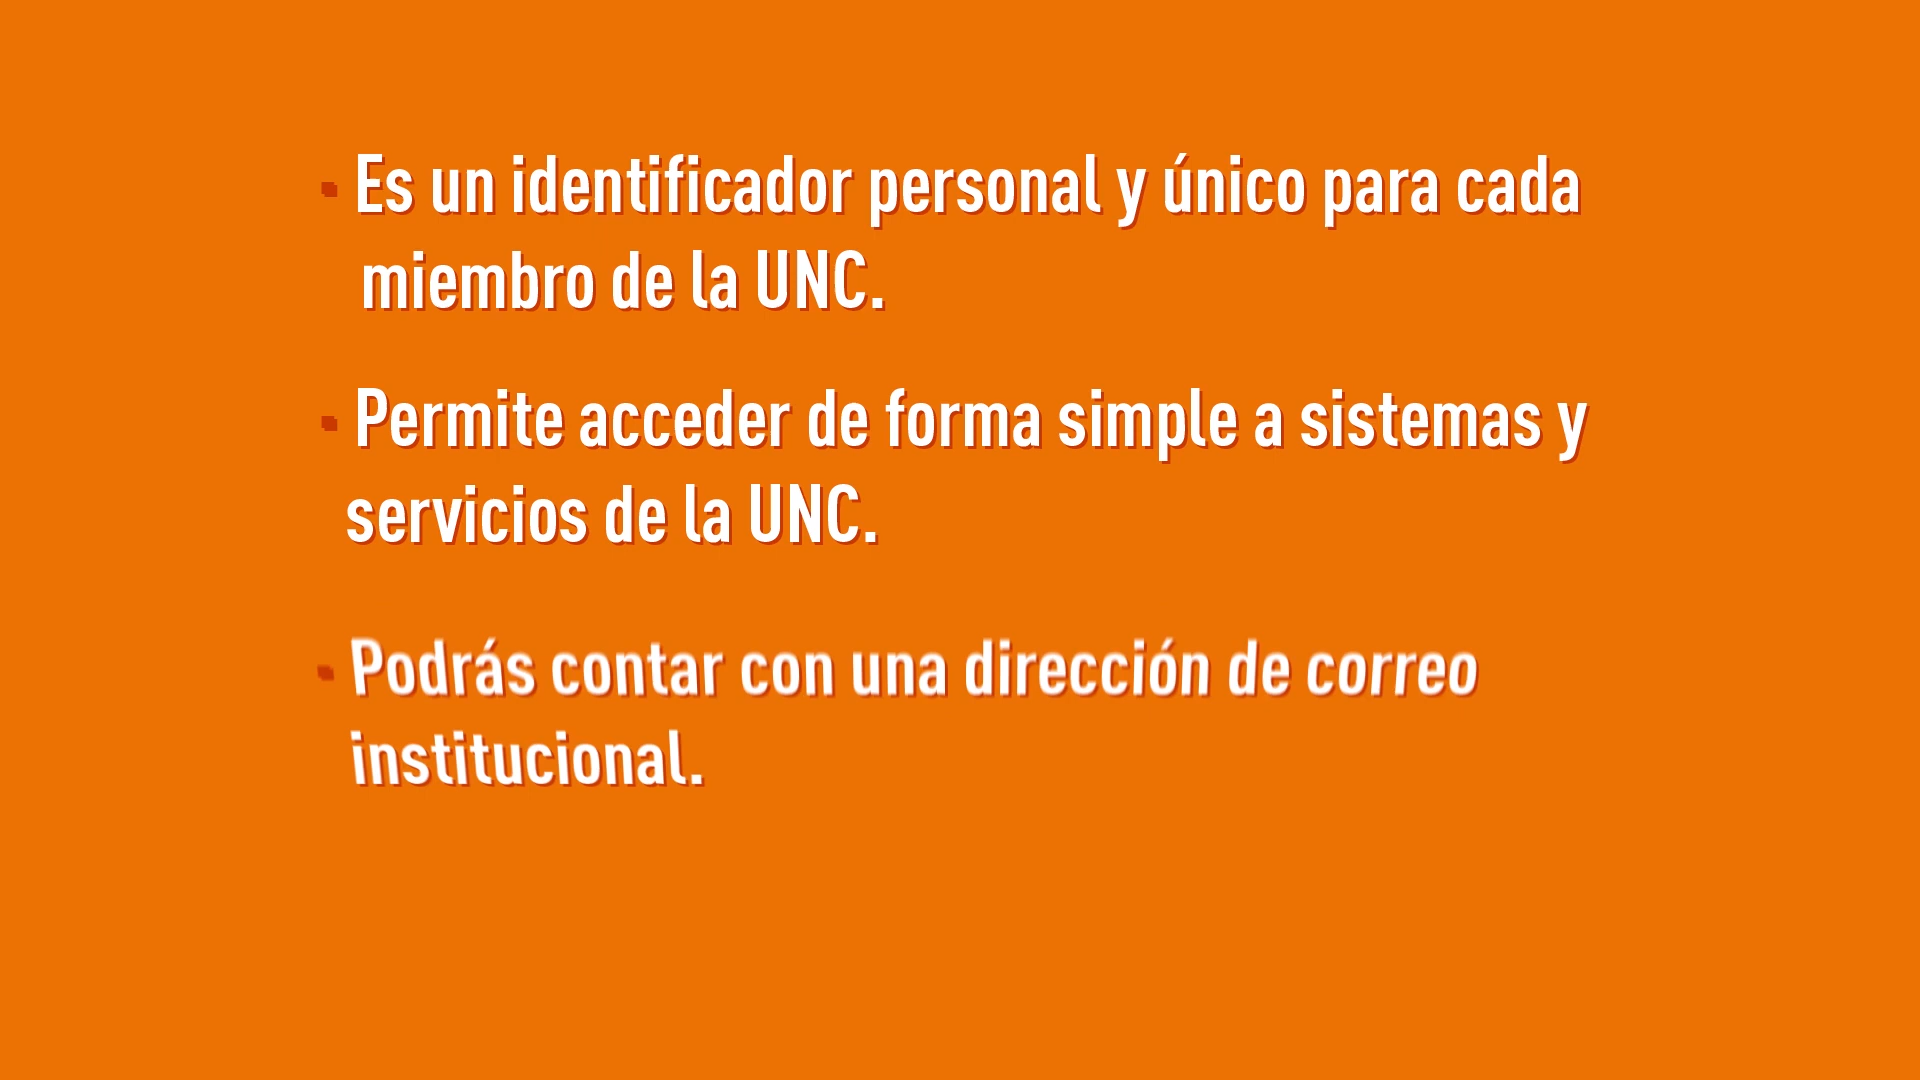 Es un identificador personal y único para cada
miembro de la UNC.
Permite acceder de forma simple a sistemas y
servicios de la UNC.
Podrás contar con una dirección de correo
institucional.